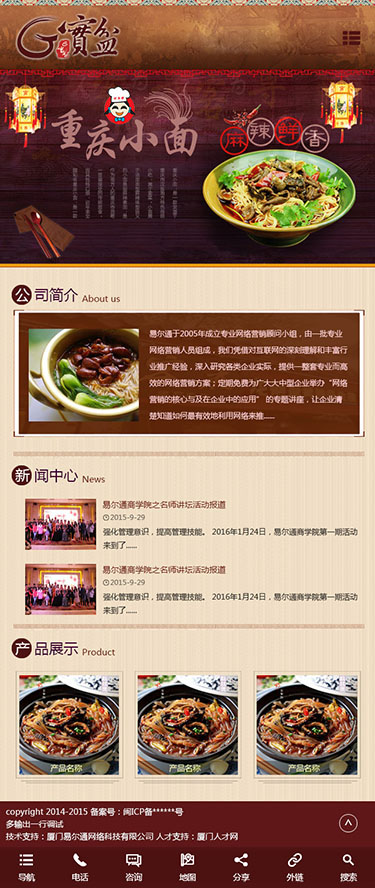 寶盆
重庆小面
麻辣鲜香
公司简介 About us
易尔通于2005年成立专业网络营销顾问小组，由一批专业
网络营销人员组成，我们凭借对互联网的深刻理解和丰富行
业推广经验，深入研究各类企业实际，提供一整套专业而高
效的网络营销方案；定期免费为广大大中型企业举办“网络
营销的核心与及在企业中的应用” 的专题讲座，让企业清
楚知道如何最有效地利用网络来推......
新闻中心 News
易尔通商学院之名师讲坛活动报道
2015-9-29
强化管理意识，提高管理技能。 2016年1月24日，易尔通商学院第一期活动
来到了......
易尔通商学院之名师讲坛活动报道
2015-9-29
强化管理意识，提高管理技能。 2016年1月24日，易尔通商学院第一期活动
来到了......
产品展示 Product
产品名称 产品名称 产品名称
copyright 2014-2015 备案号：闽ICP备******号
多输出一行调试
技术支持：厦门易尔通网络科技有限公司 人才支持：厦门人才网
导航 电话 咨询 地图 分享 外链 搜索